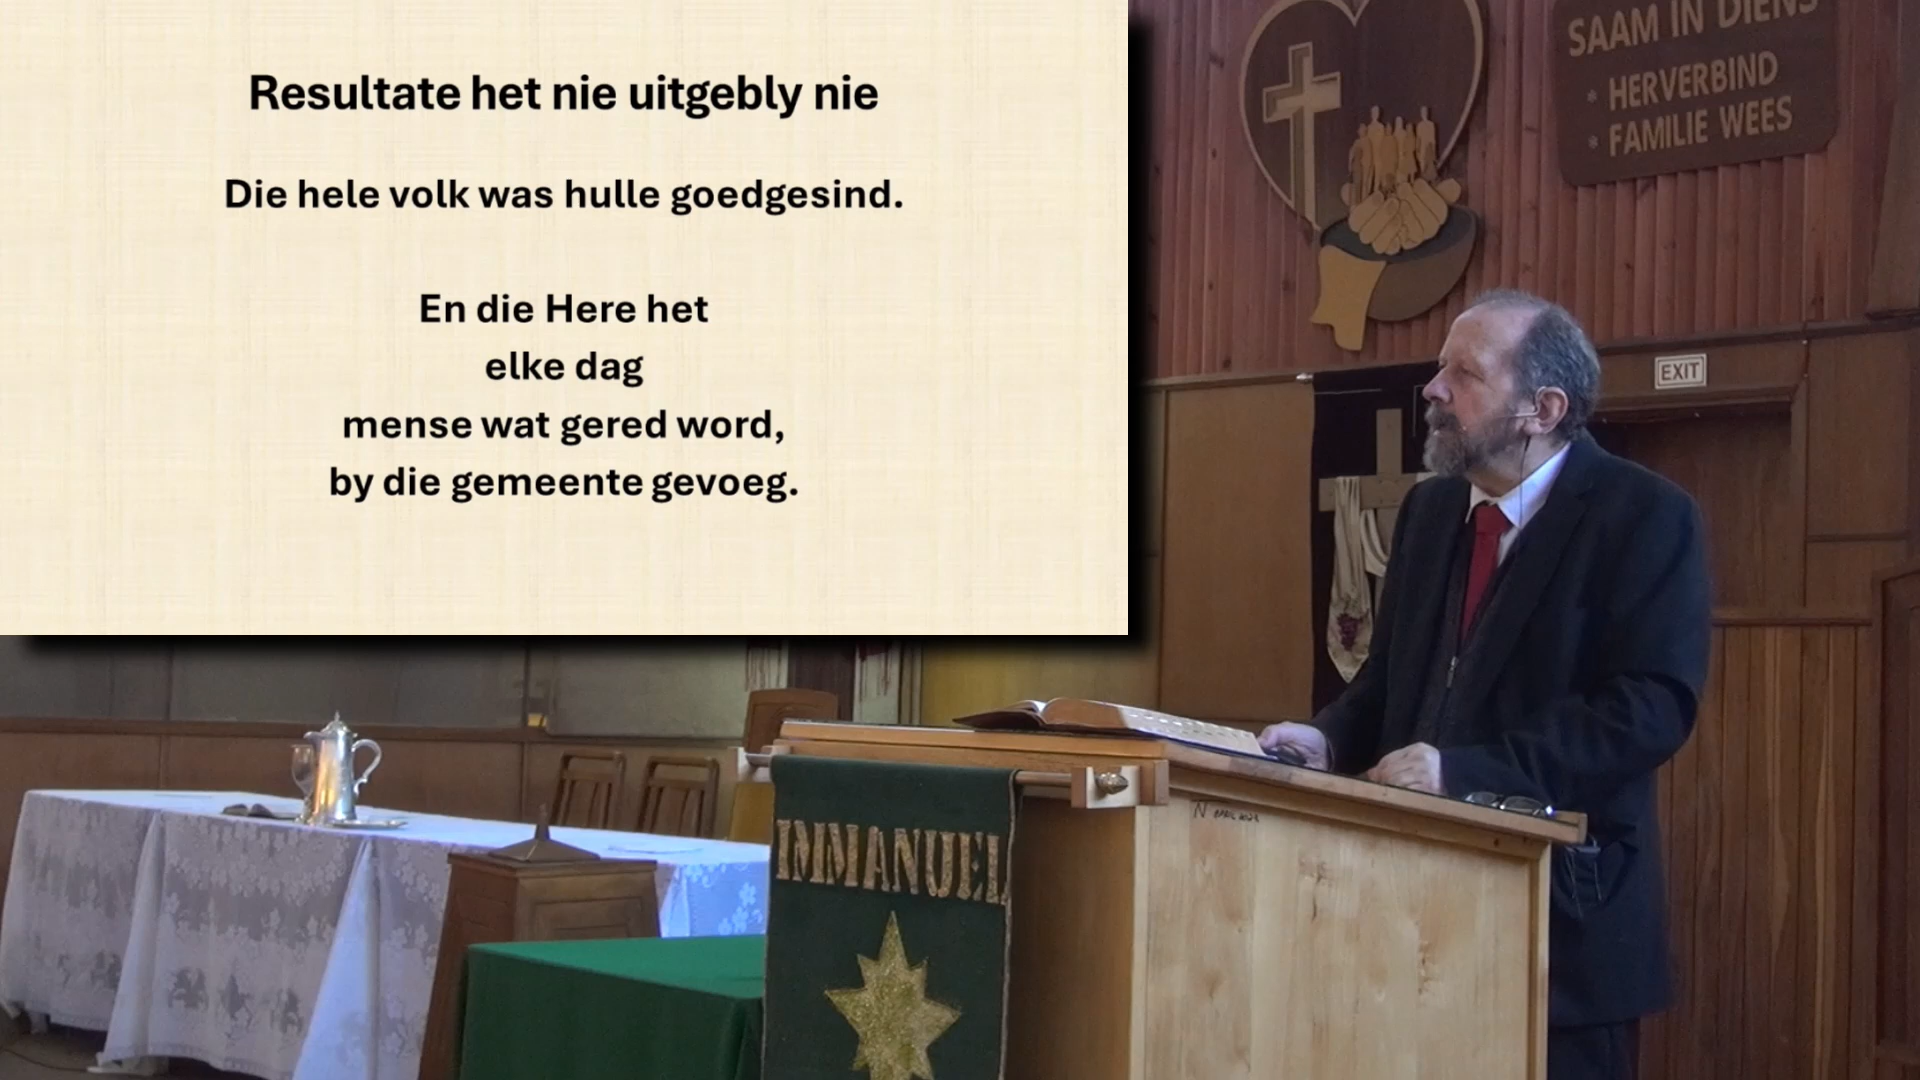 Resultate het nie uitgebly nie
Die hele volk was hulle goedgesind.
En die Here het
elke dag
mense wat gered word,
by die gemeente gevoeg.
SAAM IN DIENS
* HERVERBIND
* FAMILIE WEES
EXIT
IMMANUEL